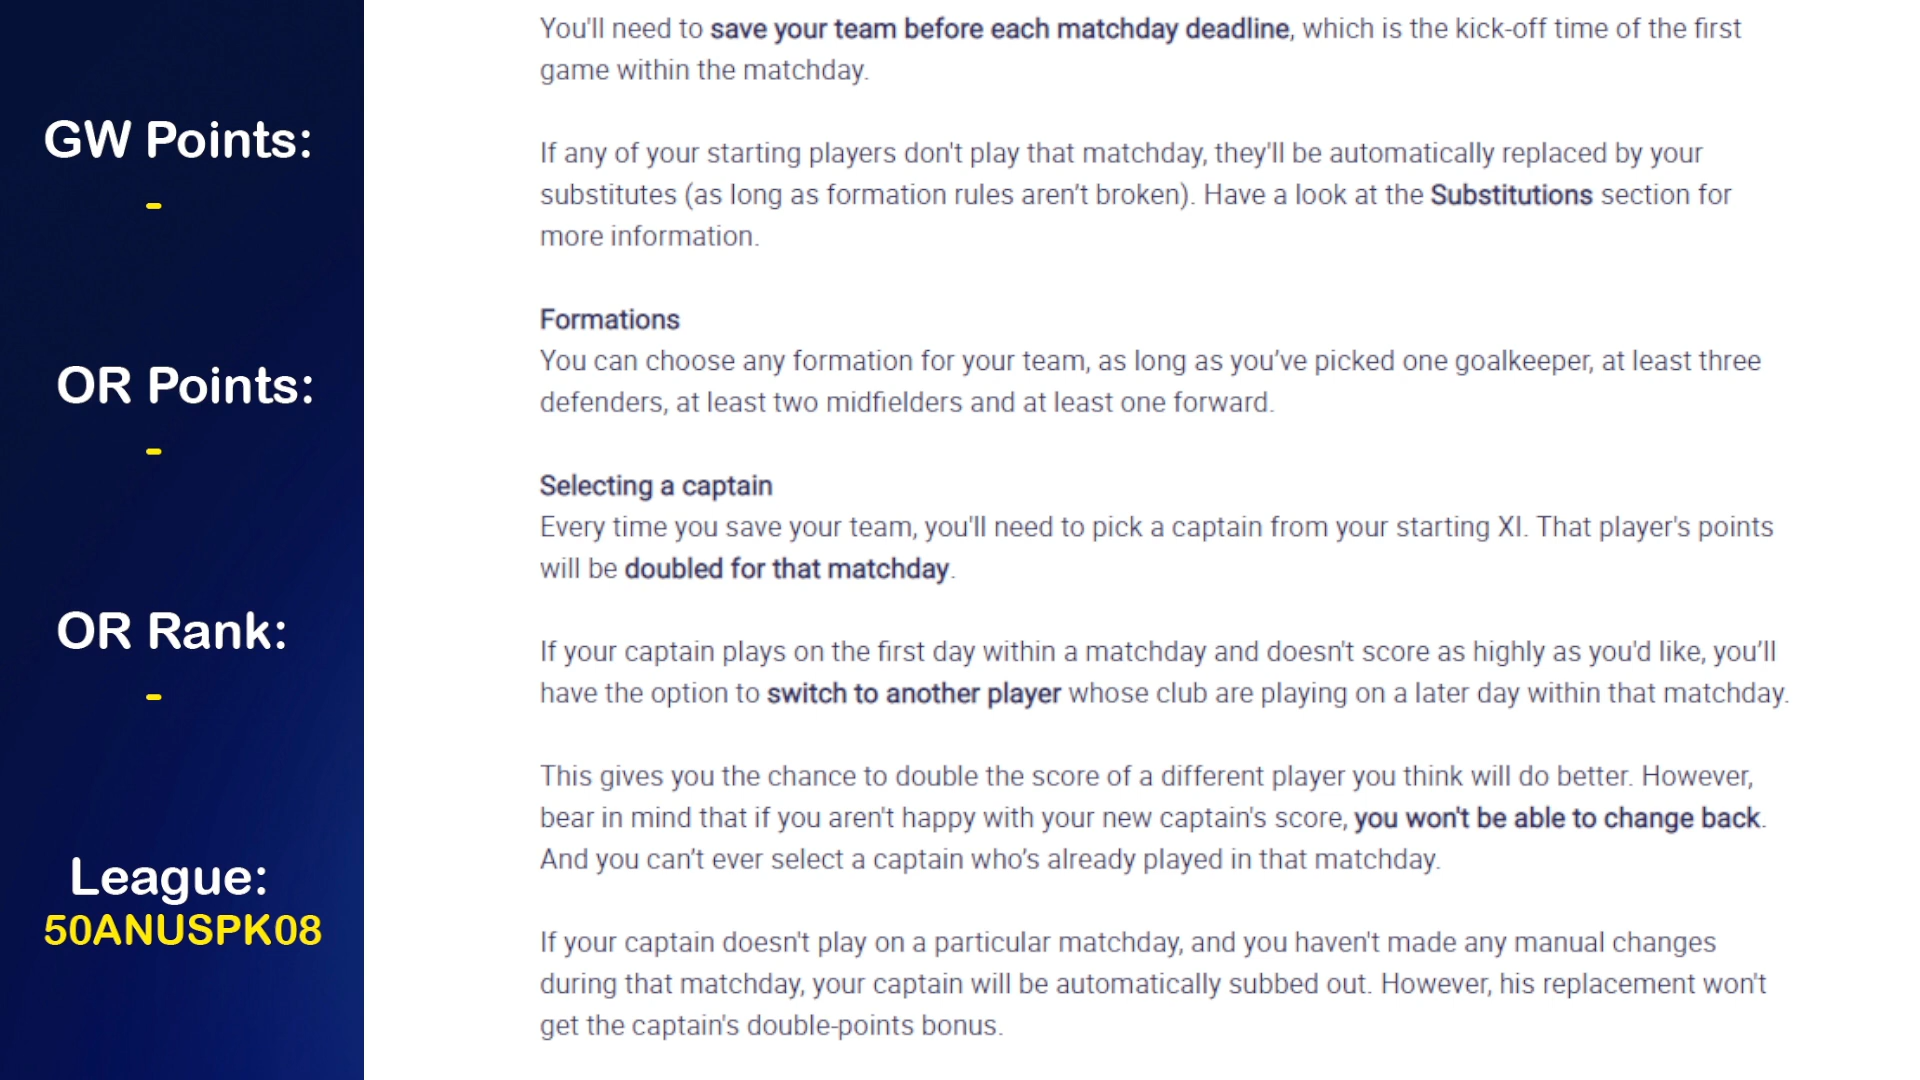 GW Points:
-
OR Points:
-
OR Rank:
-
League:
50ANUSPK08
You'll need to save your team before each matchday deadline, which is the kick-off time of the first
game within the matchday.
If any of your starting players don't play that matchday, they'll be automatically replaced by your
substitutes (as long as formation rules aren’t broken). Have a look at the Substitutions section for
more information.
Formations
You can choose any formation for your team, as long as you’ve picked one goalkeeper, at least three
defenders, at least two midfielders and at least one forward.
Selecting a captain
Every time you save your team, you'll need to pick a captain from your starting XI. That player's points
will be doubled for that matchday.
If your captain plays on the first day within a matchday and doesn't score as highly as you'd like, you’ll
have the option to switch to another player whose club are playing on a later day within that matchday.
This gives you the chance to double the score of a different player you think will do better. However,
bear in mind that if you aren't happy with your new captain's score, you won't be able to change back.
And you can’t ever select a captain who’s already played in that matchday.
If your captain doesn't play on a particular matchday, and you haven't made any manual changes
during that matchday, your captain will be automatically subbed out. However, his replacement won't
get the captain's double-points bonus.